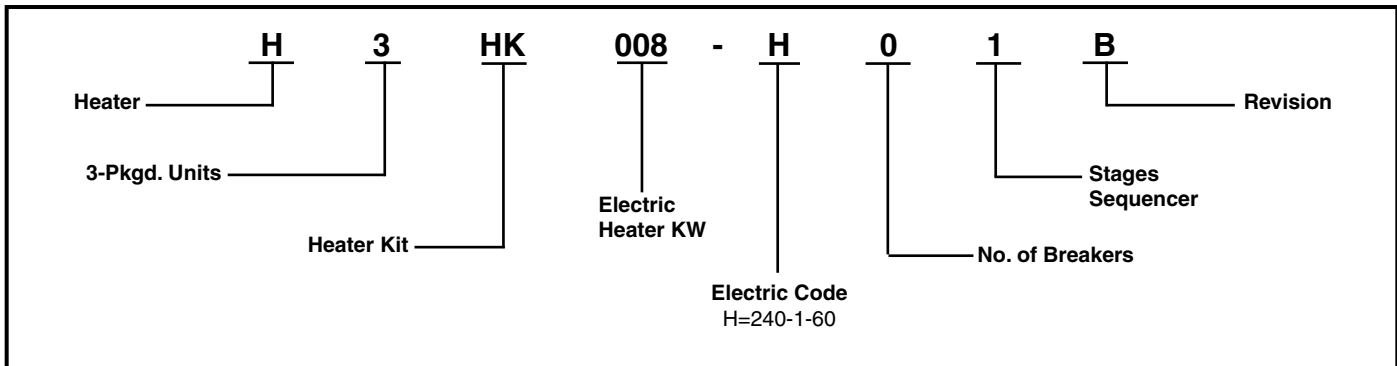 H 3 HK 008 - H 0 1 B
Heater
Revision
3-Pkgd. Units
Stages
Sequencer
Electric
Heater KW
Heater Kit
No. of Breakers
Electric Code
H=240-1-60